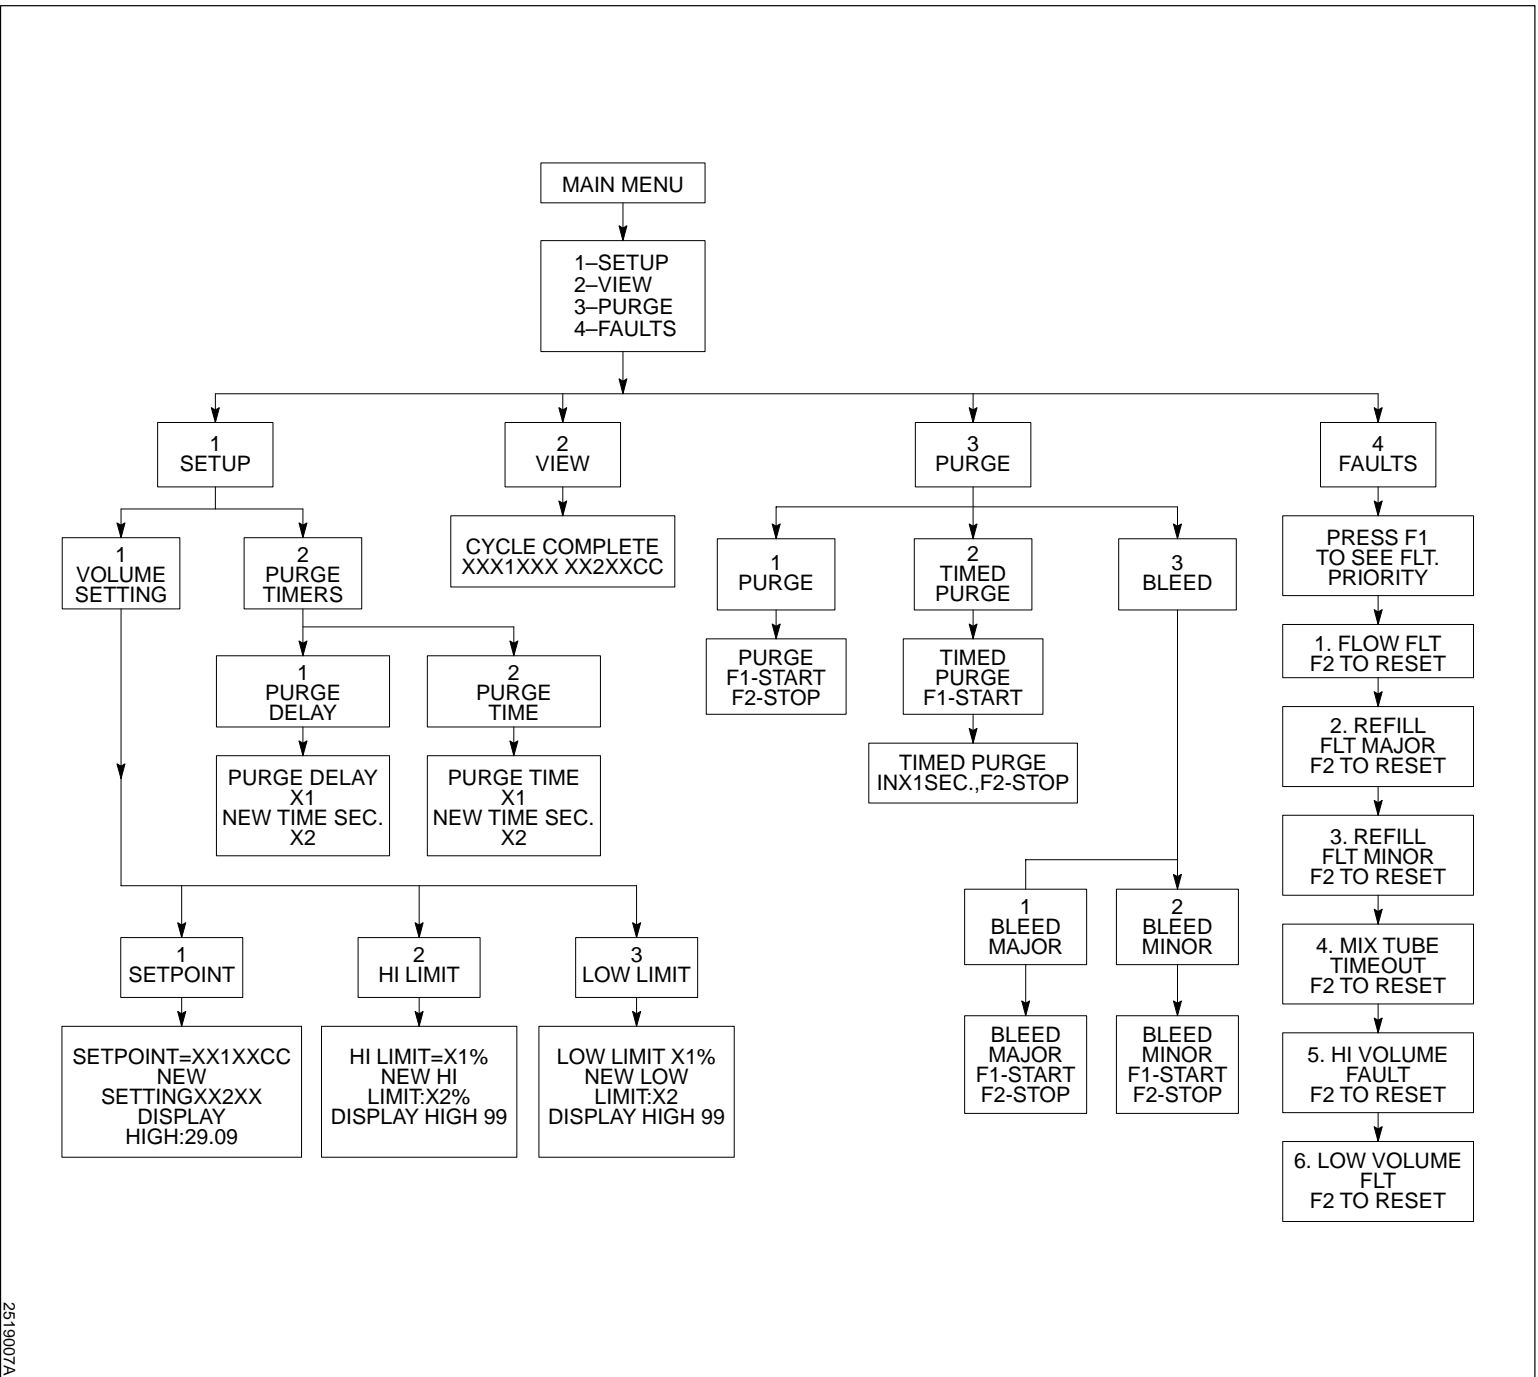 MAIN MENU
1–SETUP
2–VIEW
3–PURGE
4–FAULTS
1
SETUP
2
VIEW
3
PURGE
4
FAULTS
1
VOLUME
SETTING
2
PURGE
TIMERS
CYCLE COMPLETE
XXX1XXX XX2XXCC
1
PURGE
2
TIMED
PURGE
3
BLEED
PRESS F1
TO SEE FLT.
PRIORITY
1
PURGE
DELAY
2
PURGE
TIME
PURGE
F1-START
F2-STOP
TIMED
PURGE
F1-START
1. FLOW FLT
F2 TO RESET
PURGE DELAY
X1
NEW TIME SEC.
X2
PURGE TIME
X1
NEW TIME SEC.
X2
TIMED PURGE
INX1SEC.,F2-STOP
2. REFILL
FLT MAJOR
F2 TO RESET
3. REFILL
FLT MINOR
F2 TO RESET
1
SETPOINT
2
HI LIMIT
3
LOW LIMIT
1
BLEED
MAJOR
2
BLEED
MINOR
4. MIX TUBE
TIMEOUT
F2 TO RESET
SETPOINT=XX1XXCC
NEW
SETTINGXX2XX
DISPLAY
HIGH:29.09
HI LIMIT=X1%
NEW HI
LIMIT:X2%
DISPLAY HIGH 99
LOW LIMIT X1%
NEW LOW
LIMIT:X2
DISPLAY HIGH 99
BLEED
MAJOR
F1-START
F2-STOP
BLEED
MINOR
F1-START
F2-STOP
5. HI VOLUME
FAULT
F2 TO RESET
6. LOW VOLUME
FLT
F2 TO RESET
2519007A